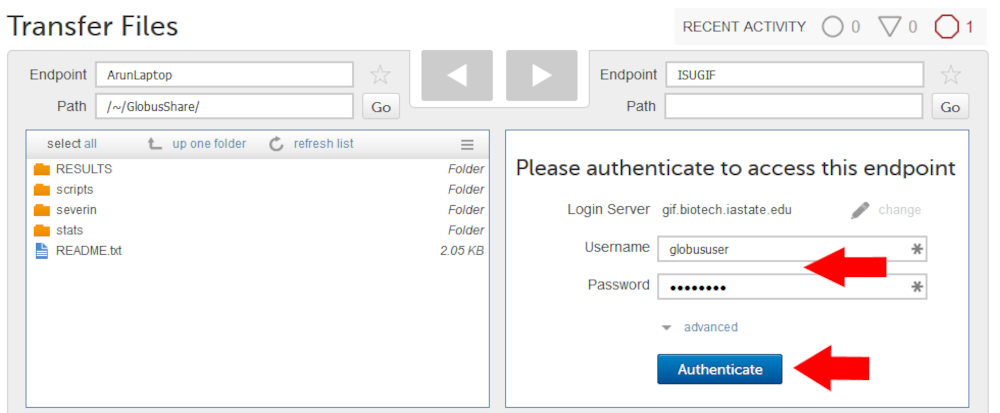 Transfer Files
RECENT ACTIVITY 0 0 1
Endpoint ArunLaptop
Path /~/GlobusShare/ Go
select all up one folder refresh list
RESULTS Folder
scripts Folder
severin Folder
stats Folder
README.txt 2.05 KB
Endpoint ISUGIF
Path Go
Please authenticate to access this endpoint
Login Server gif.biotech.iastate.edu change
Username globususer
Password ••••••••
advanced
Authenticate